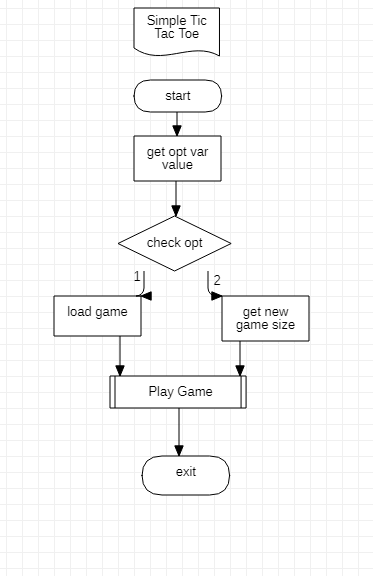 Simple Tic
Tac Toe
start
get opt var
value
check opt
1
2
load game
get new
game size
Play Game
exit